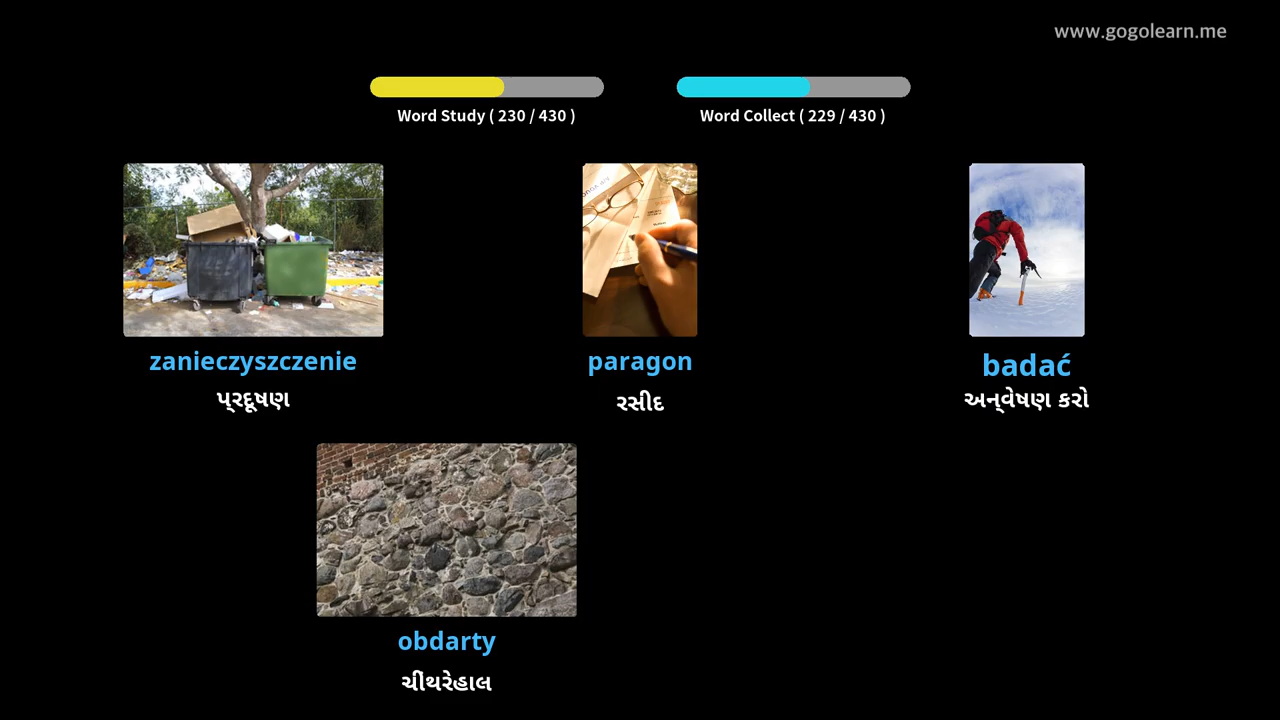 www.gogolearn.me
Word Study ( 230 / 430 )
Word Collect ( 229 / 430 )
zanieczyszczenie
પ્રદૂષણ
paragon
રસીદ
badać
અન્વેષણ કરો
obdarty
ચીંથરેહાલ